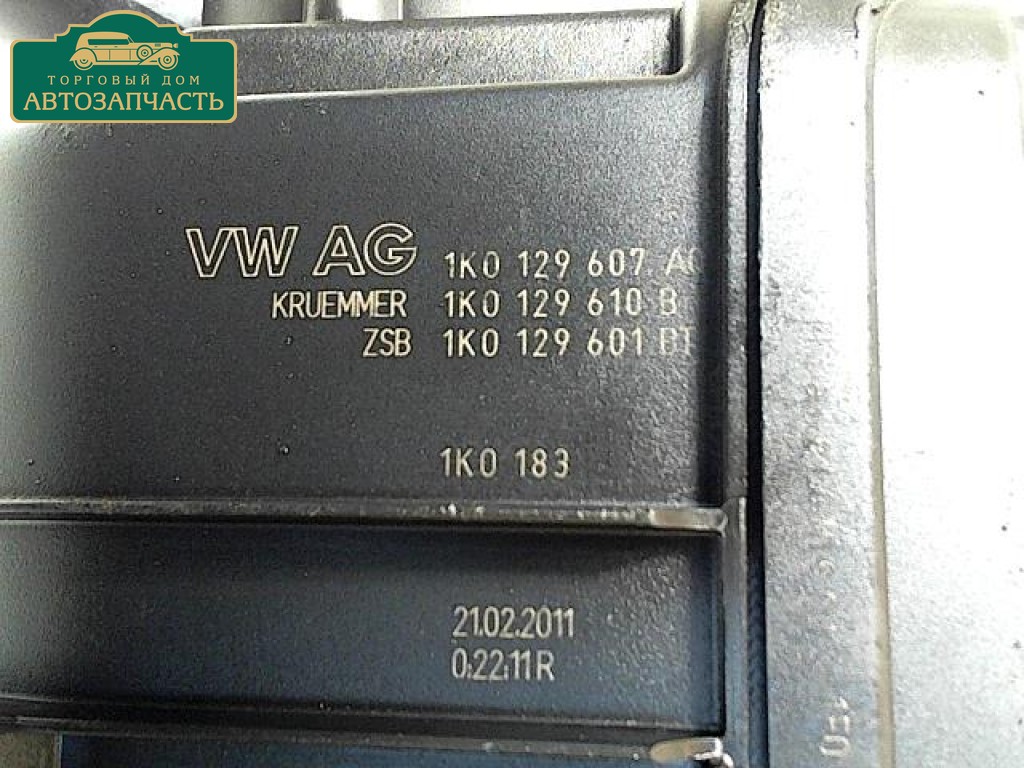 ТОРГОВЫЙ ДОМ
АВТОЗАПЧАСТЬ
VW AG 1K0 129 607
KRUEMMER 1K0 129 610 B
ZSB 1K0 129 601 BT
1K0 183
21.02.2011
0:22:11R